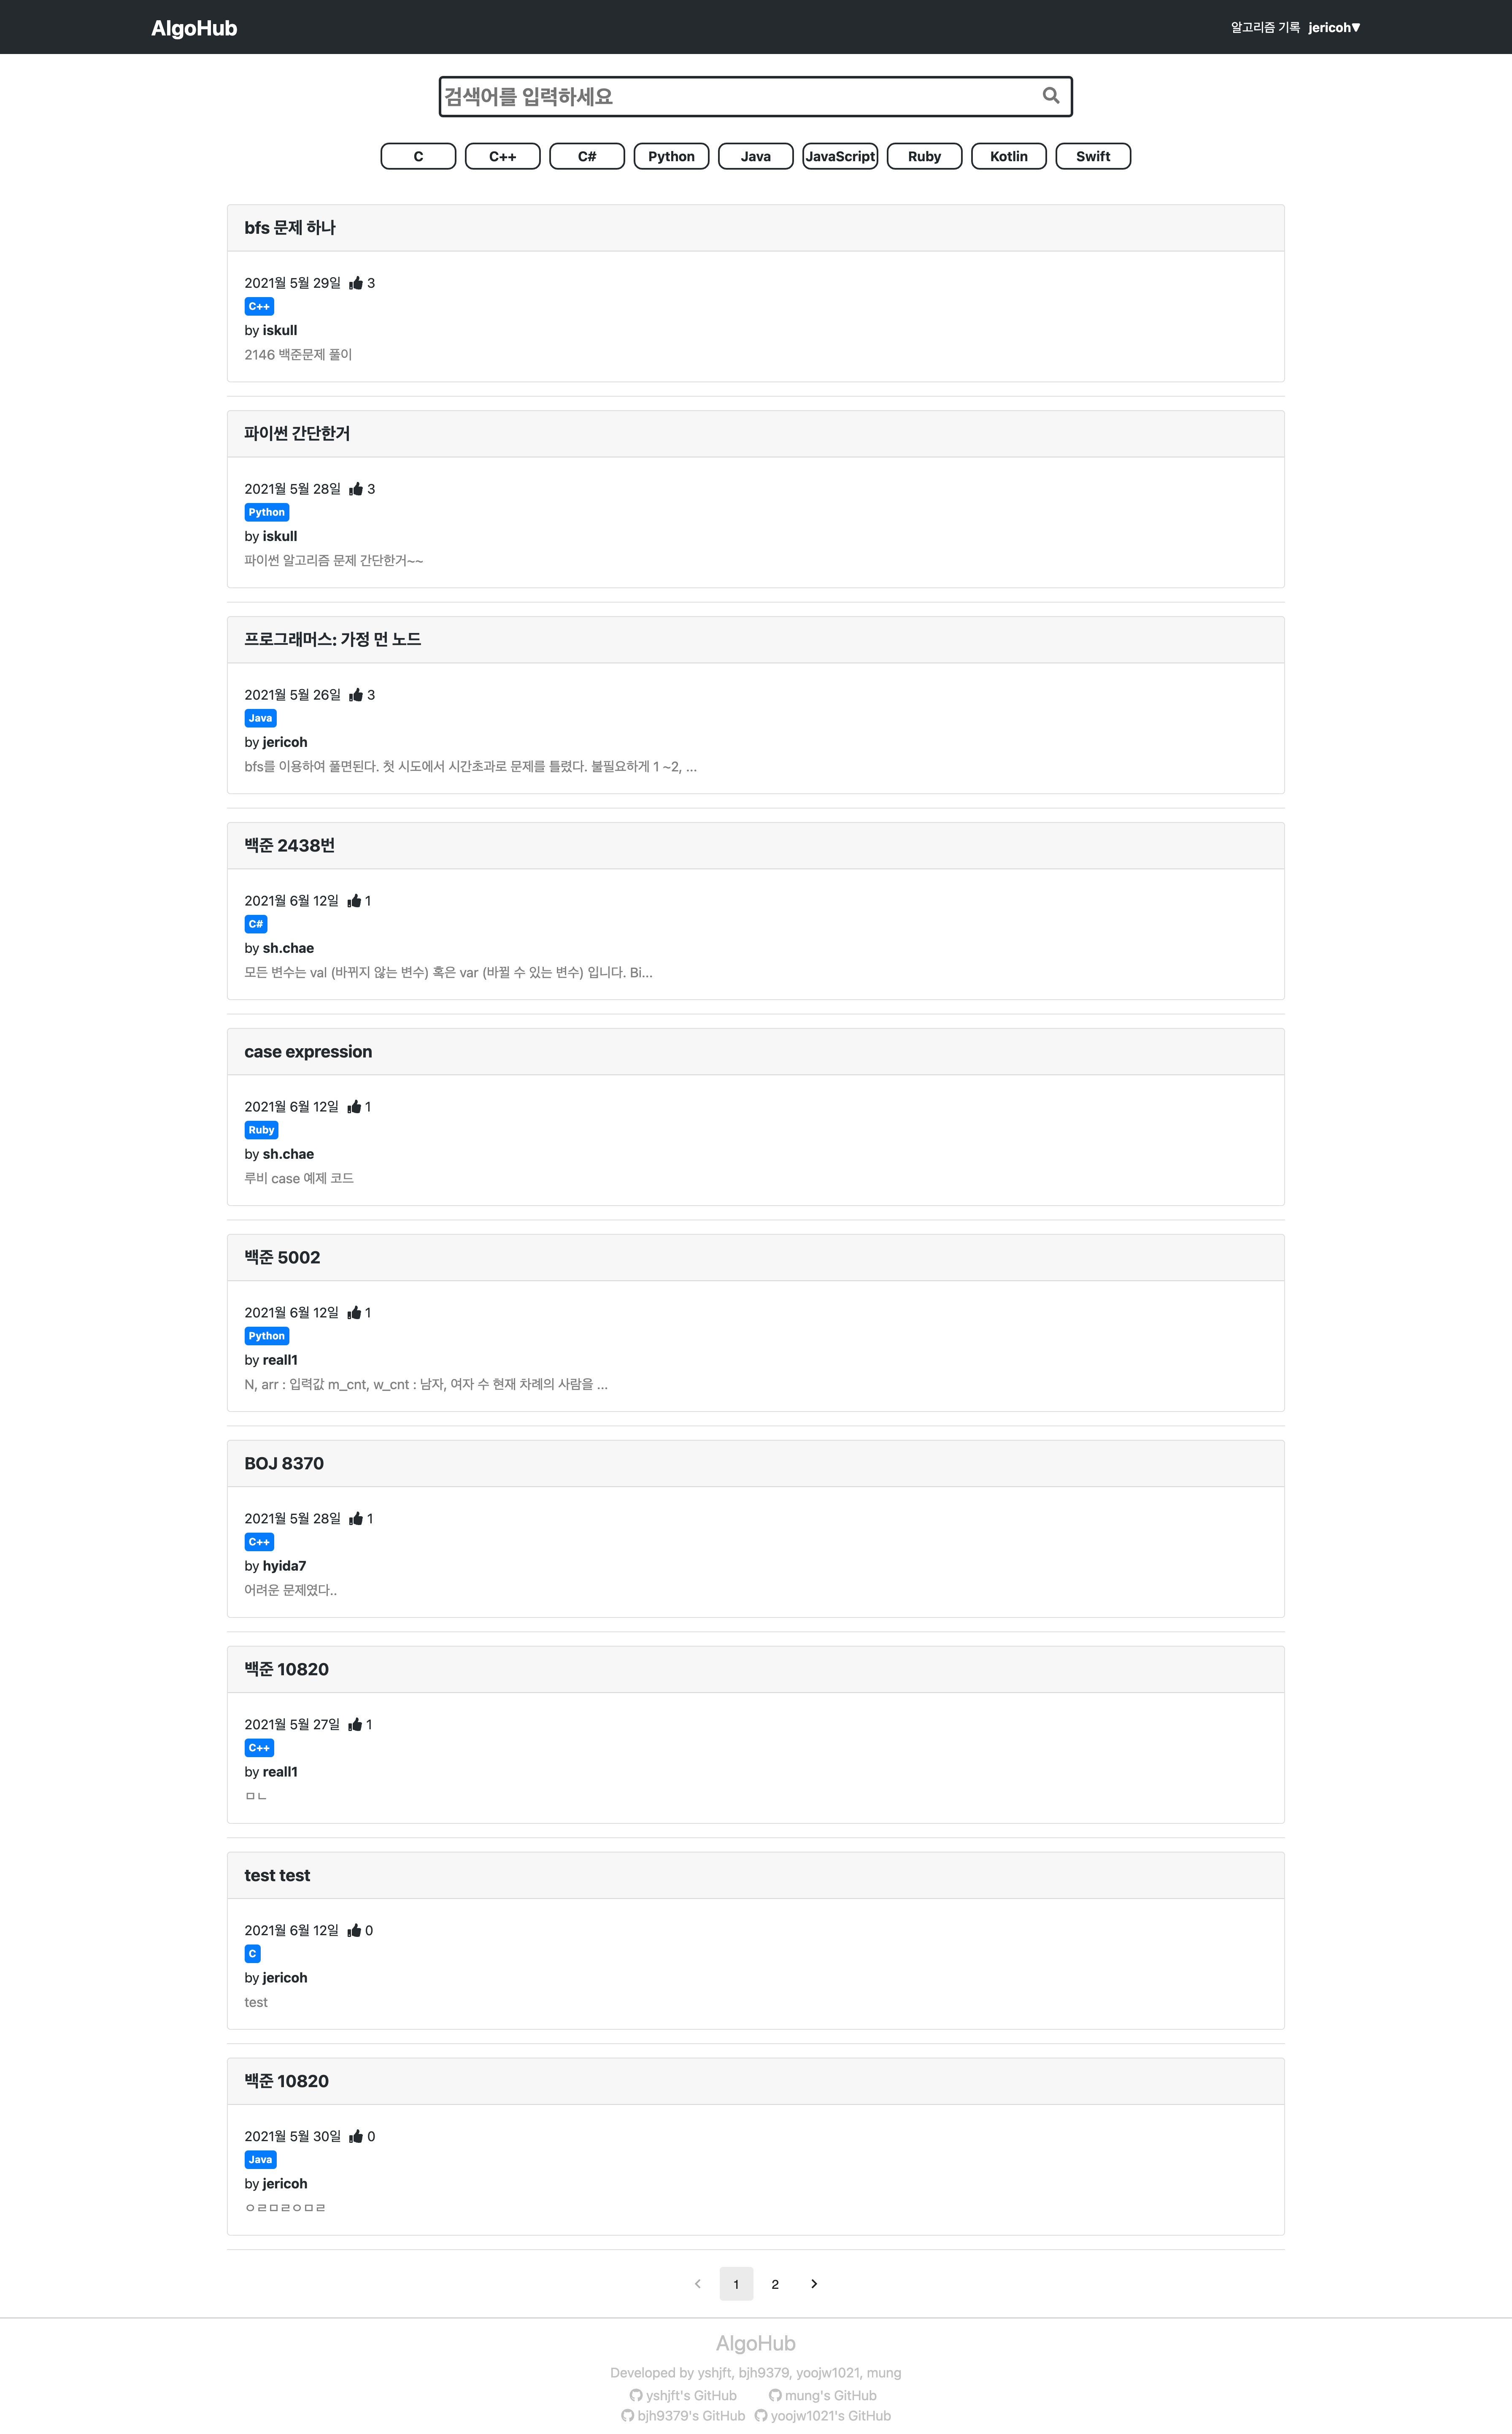 AlgoHub
알고리즘 기록 jericoh▼
검색어를 입력하세요
C C++ C# Python Java JavaScript Ruby Kotlin Swift
bfs 문제 하나
2021월 5월 29일 3
C++
by iskull
2146 백준문제 풀이
파이썬 간단한거
2021월 5월 28일 3
Python
by iskull
파이썬 알고리즘 문제 간단한거~~
프로그래머스: 가정 먼 노드
2021월 5월 26일 3
Java
by jericoh
bfs를 이용하여 풀면된다. 첫 시도에서 시간초과로 문제를 틀렸다. 불필요하게 1 ~2, ...
백준 2438번
2021월 6월 12일 1
C#
by sh.chae
모든 변수는 val (바뀌지 않는 변수) 혹은 var (바뀔 수 있는 변수) 입니다. Bi...
case expression
2021월 6월 12일 1
Ruby
by sh.chae
루비 case 예제 코드
백준 5002
2021월 6월 12일 1
Python
by reall1
N, arr : 입력값 m_cnt, w_cnt : 남자, 여자 수 현재 차례의 사람을 ...
BOJ 8370
2021월 5월 28일 1
C++
by hyida7
어려운 문제였다..
백준 10820
2021월 5월 27일 1
C++
by reall1
ㅁㄴ
test test
2021월 6월 12일 0
C
by jericoh
test
백준 10820
2021월 5월 30일 0
Java
by jericoh
ㅇㄹㅁㄹㅇㅁㄹ
‹ 1 2 ›
AlgoHub
Developed by yshjft, bjh9379, yoojw1021, mung
yshjft's GitHub mung's GitHub
bjh9379's GitHub yoojw1021's GitHub